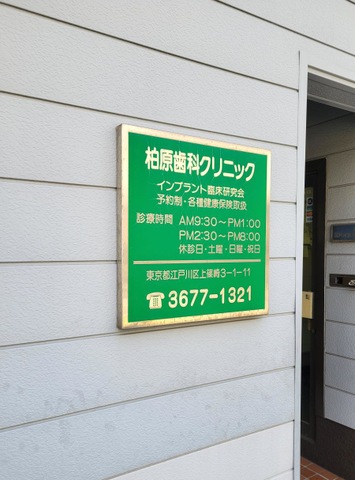 柏原歯科クリニック
インプラント臨床研究会
予約制・各種健康保険取扱
診療時間 AM9:30〜PM1:00
PM2:30〜PM8:00
休診日・土曜・日曜・祝日
東京都江戸川区上篠崎3-1-11
☎3677-1321